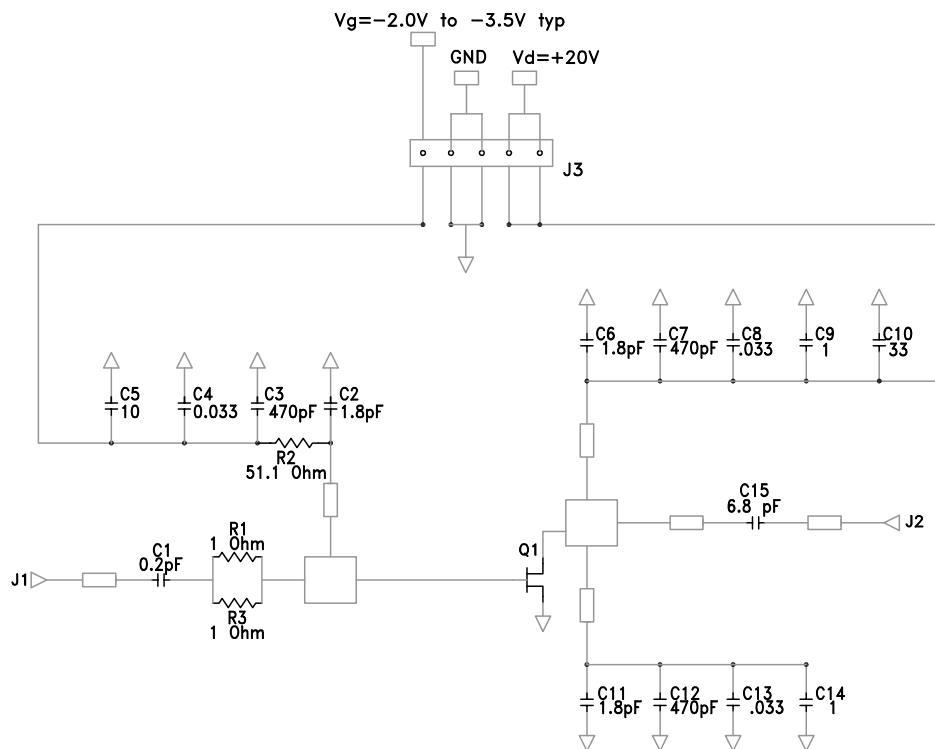 Vg=-2.0V to -3.5V typ
GND
Vd=+20V
J3
C6
1.8pF
C7
470pF
C8
.033
C9
1
C10
33
C5
10
C4
0.033
C3
470pF
C2
1.8pF
R2
51.1 Ohm
C15
6.8 pF
J2
Q1
R1
1 Ohm
C1
0.2pF
J1
R3
1 Ohm
C11
1.8pF
C12
470pF
C13
.033
C14
1